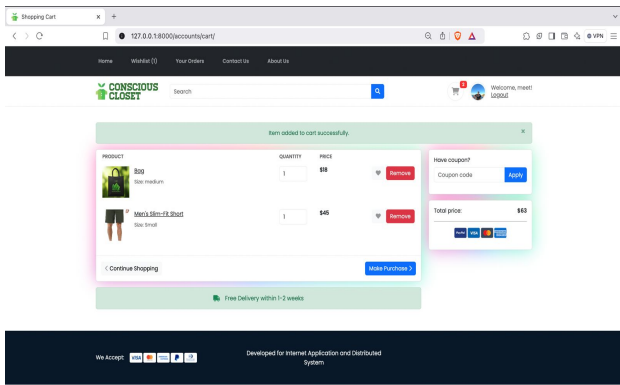 Shopping Cart
127.0.0.1:8000/accounts/cart/
VPN
Home Wishlist (1) Your Orders Contact Us About Us
CONSCIOUS
CLOSET
Search
Welcome, meet!
Logout
Item added to cart successfully.
PRODUCT QUANTITY PRICE
Bag
Size: medium
1 $18 Remove
Men's Slim-Fit Short
Size: Small
1 $45 Remove
Continue Shopping
Make Purchase
Have coupon?
Coupon code Apply
Total price: $63
PayPal VISA
Free Delivery within 1-2 weeks
We Accept: VISA
Developed for Internet Application and Distributed
System